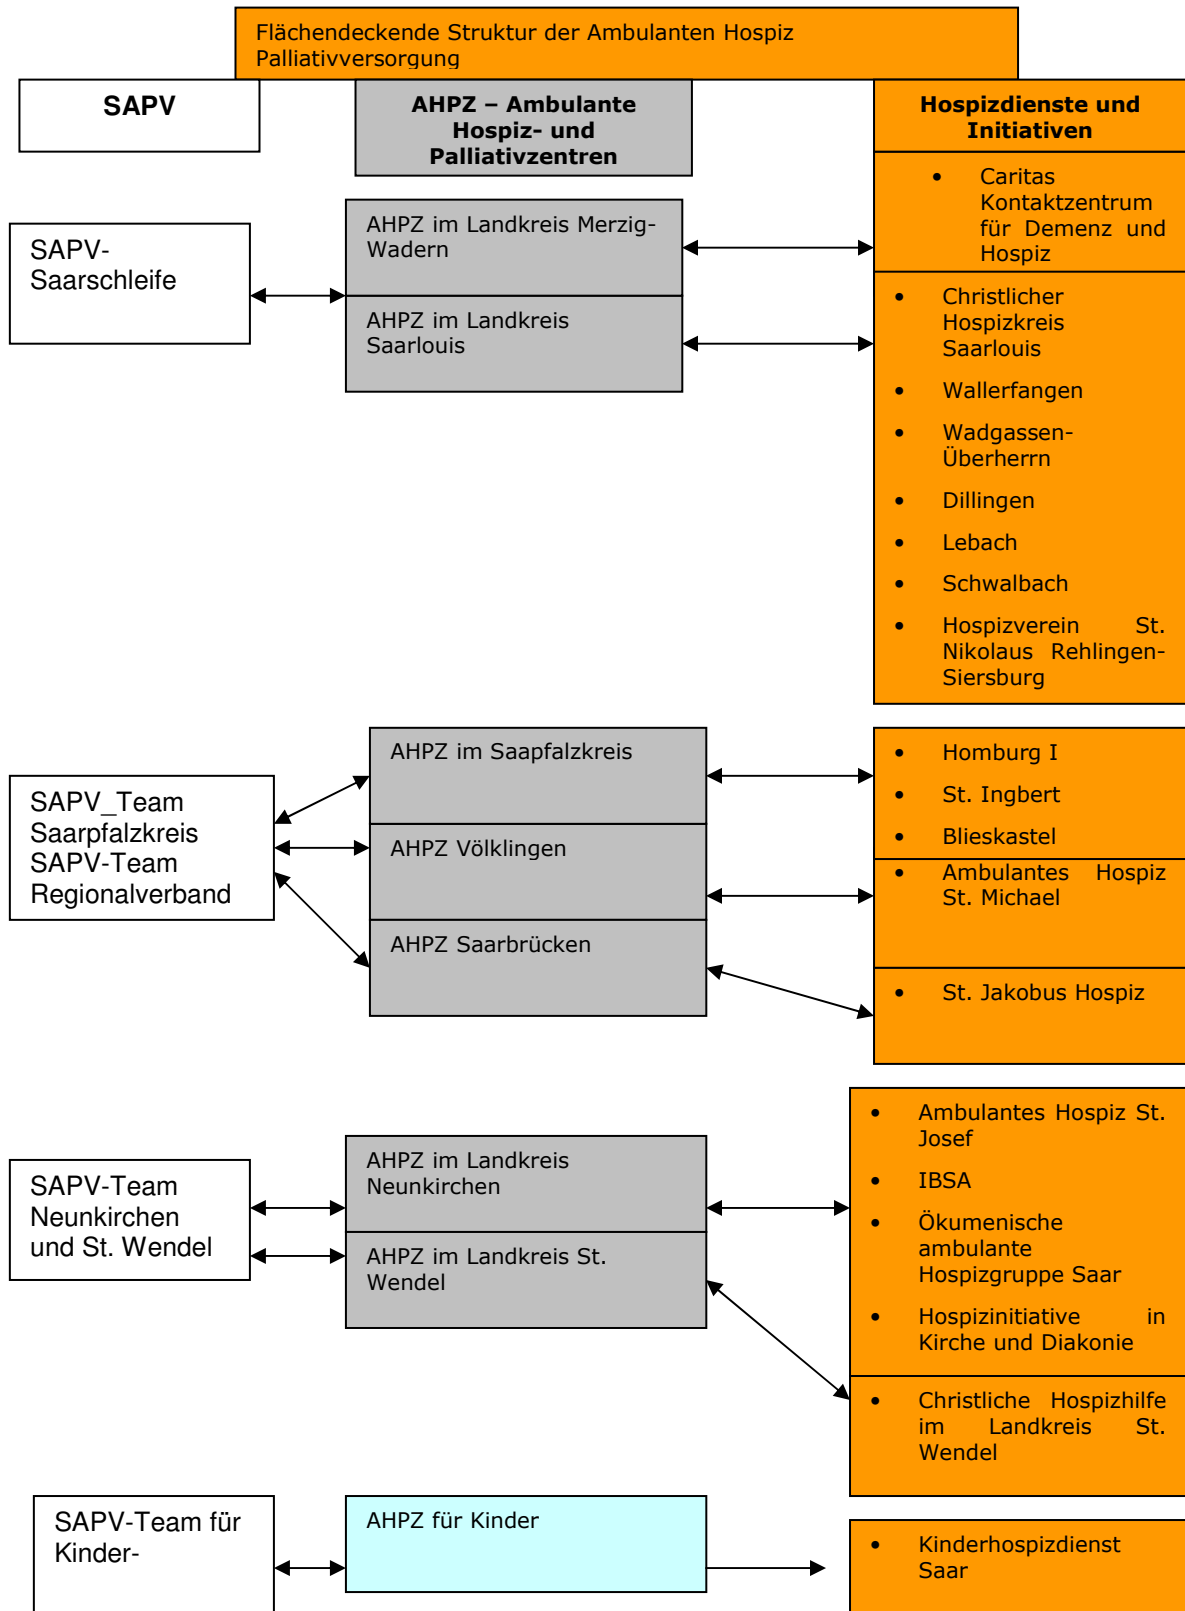 Flächendeckende Struktur der Ambulanten Hospiz
Palliativversorgung
SAPV
AHPZ – Ambulante
Hospiz- und
Palliativzentren
Hospizdienste und
Initiativen
SAPV-
Saarschleife
AHPZ im Landkreis Merzig-
Wadern
AHPZ im Landkreis
Saarlouis
• Caritas
Kontaktzentrum
für Demenz und
Hospiz
• Christlicher
Hospizkreis
Saarlouis
• Wallerfangen
• Wadgassen-
Überherrn
• Dillingen
• Lebach
• Schwalbach
• Hospizverein St.
Nikolaus Rehlingen-
Siersburg
SAPV_Team
Saarpfalzkreis
SAPV-Team
Regionalverband
AHPZ im Saapfalzkreis
AHPZ Völklingen
AHPZ Saarbrücken
• Homburg I
• St. Ingbert
• Blieskastel
• Ambulantes Hospiz
St. Michael
• St. Jakobus Hospiz
SAPV-Team
Neunkirchen
und St. Wendel
AHPZ im Landkreis
Neunkirchen
AHPZ im Landkreis St.
Wendel
• Ambulantes Hospiz St.
Josef
• IBSA
• Ökumenische
ambulante
Hospizgruppe Saar
• Hospizinitiative in
Kirche und Diakonie
• Christliche Hospizhilfe
im Landkreis St.
Wendel
SAPV-Team für
Kinder-
AHPZ für Kinder
• Kinderhospizdienst
Saar